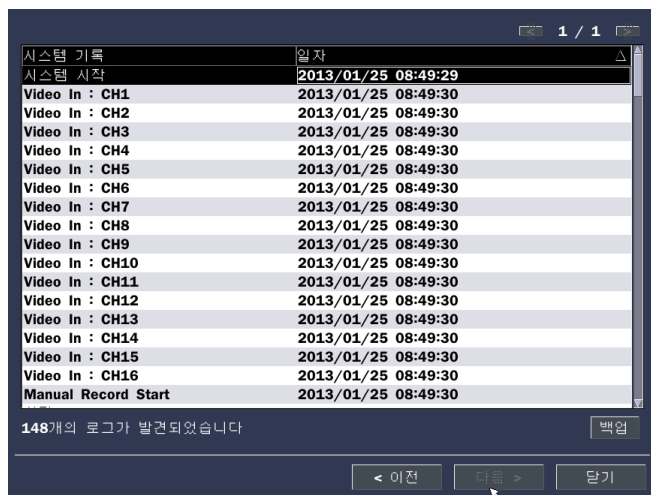 < 1 / 1 >
시스템 기록 일자 △
시스템 시작 2013/01/25 08:49:29
Video In : CH1 2013/01/25 08:49:30
Video In : CH2 2013/01/25 08:49:30
Video In : CH3 2013/01/25 08:49:30
Video In : CH4 2013/01/25 08:49:30
Video In : CH5 2013/01/25 08:49:30
Video In : CH6 2013/01/25 08:49:30
Video In : CH7 2013/01/25 08:49:30
Video In : CH8 2013/01/25 08:49:30
Video In : CH9 2013/01/25 08:49:30
Video In : CH10 2013/01/25 08:49:30
Video In : CH11 2013/01/25 08:49:30
Video In : CH12 2013/01/25 08:49:30
Video In : CH13 2013/01/25 08:49:30
Video In : CH14 2013/01/25 08:49:30
Video In : CH15 2013/01/25 08:49:30
Video In : CH16 2013/01/25 08:49:30
Manual Record Start 2013/01/25 08:49:30
148개의 로그가 발견되었습니다 백업
< 이전 다음 > 닫기